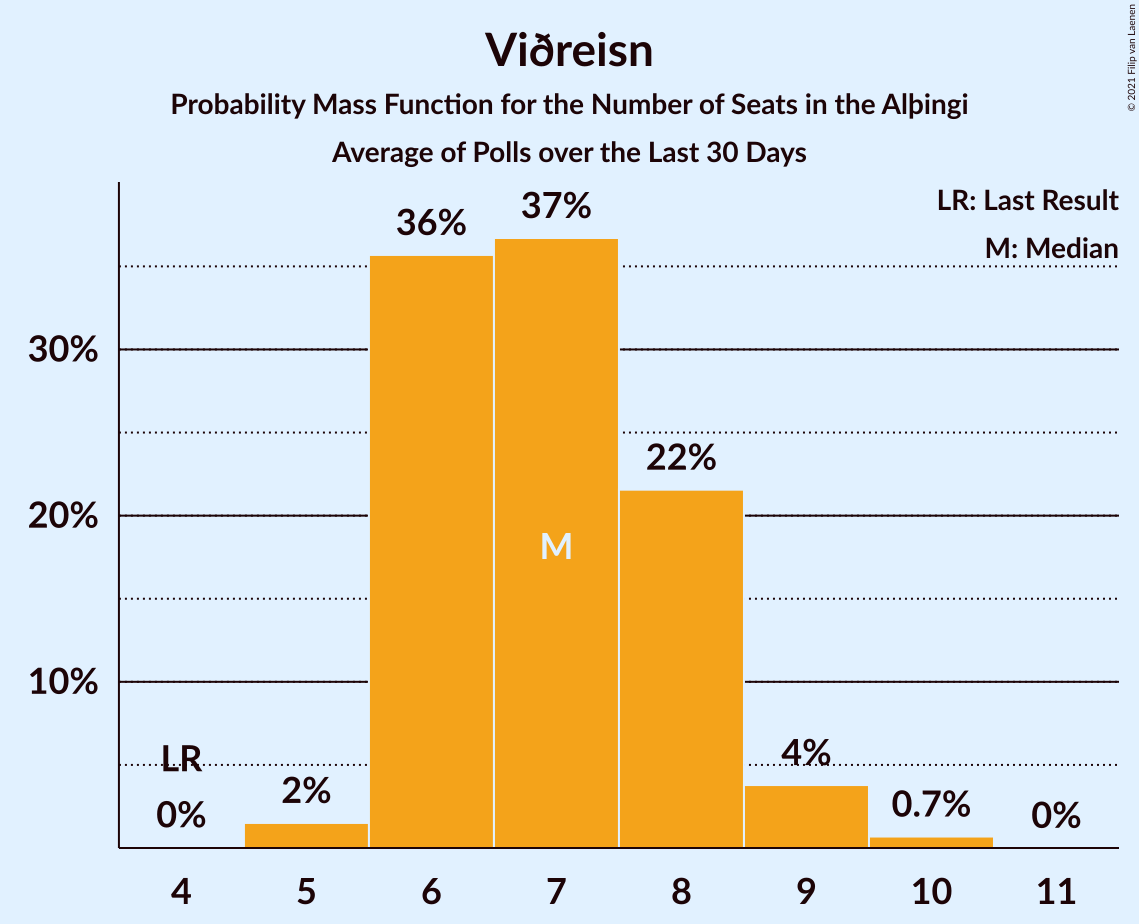 Viðreisn
Probability Mass Function for the Number of Seats in the Alþingi
Average of Polls over the Last 30 Days
© 2021 Filip van Laenen
LR: Last Result
M: Median
30%
20%
10%
LR
0%
2%
36%
37%
M
22%
4%
0.7%
0%
4 5 6 7 8 9 10 11